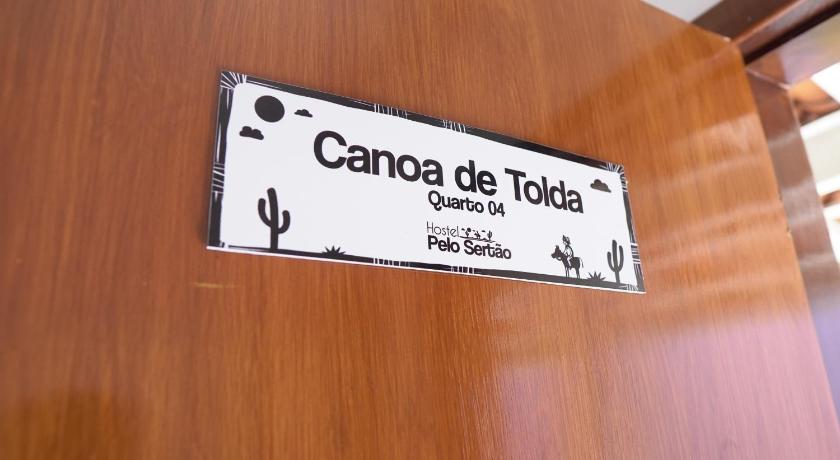 Canoa de Tolda
Quarto 04
Hostel
Pelo Sertão